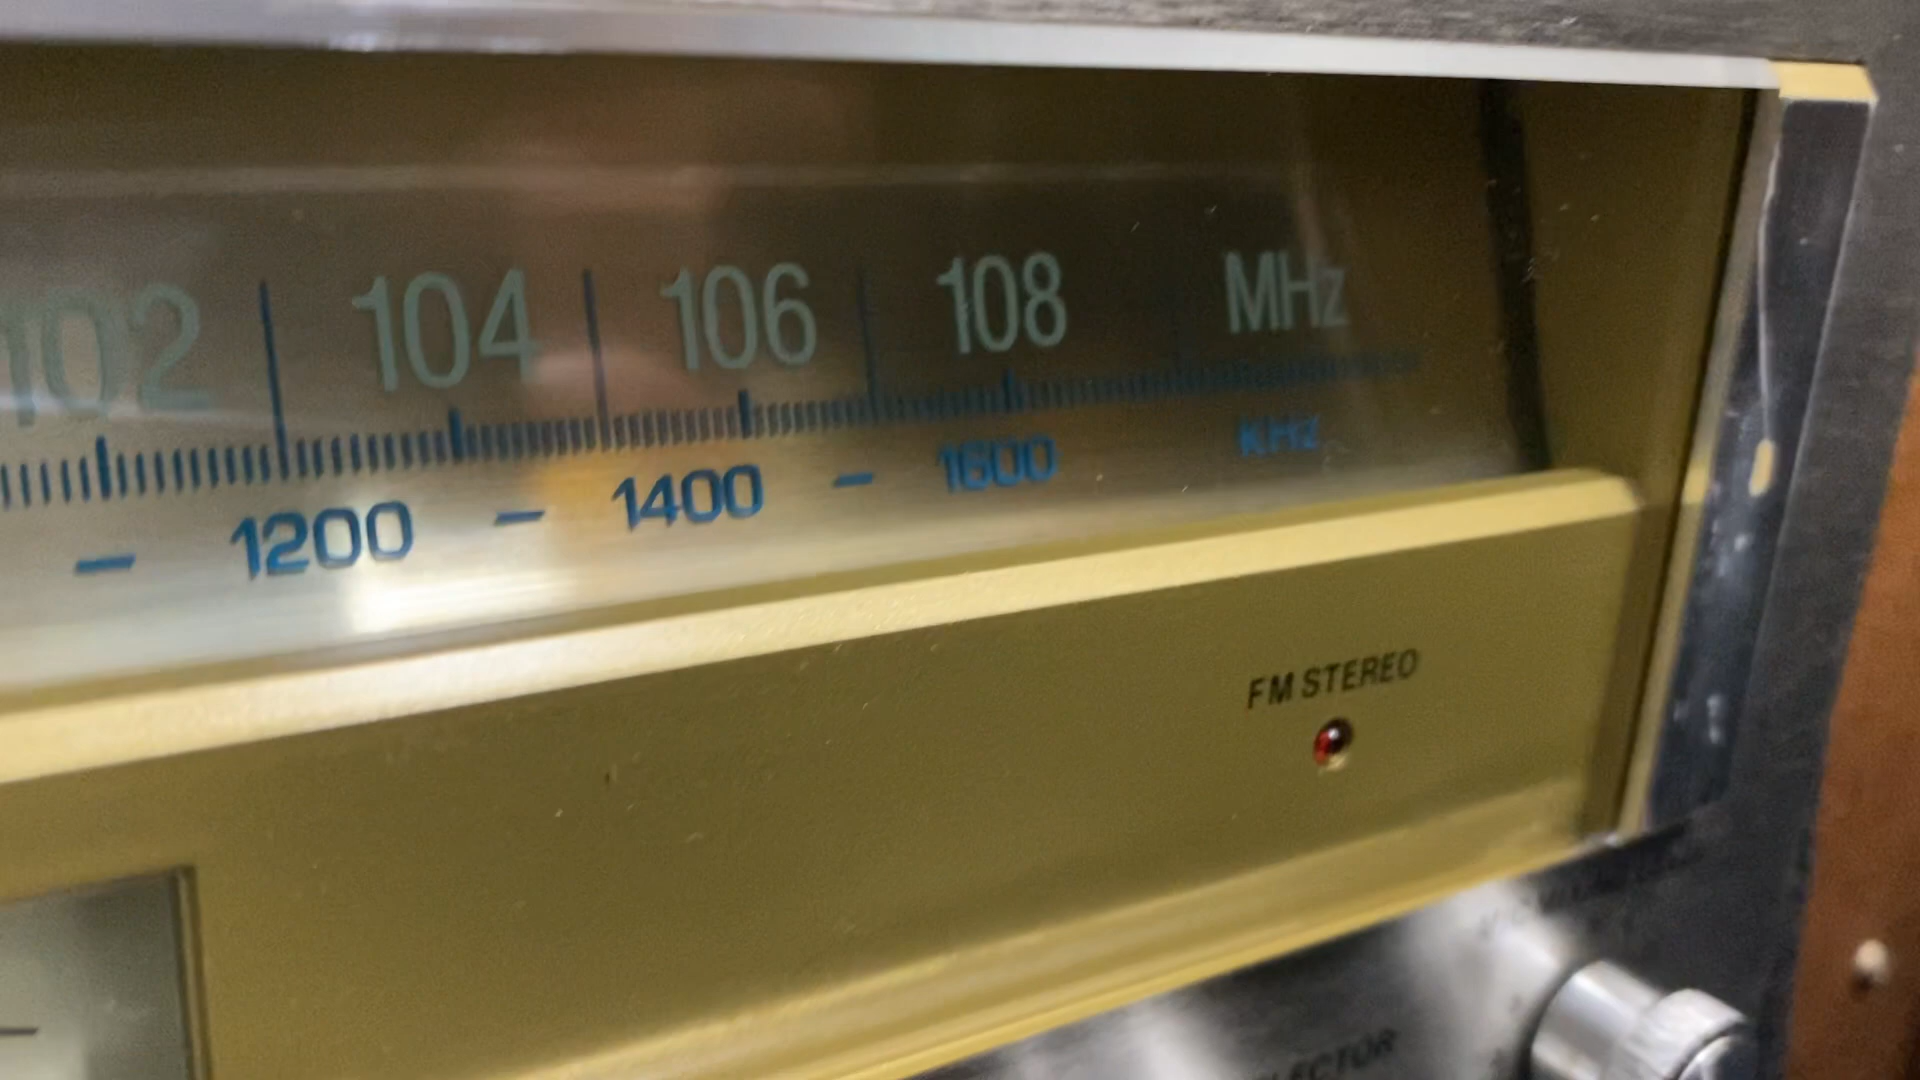 102 104 106 108 MHz
– 1200 – 1400 – 1600 KHz
FM STEREO